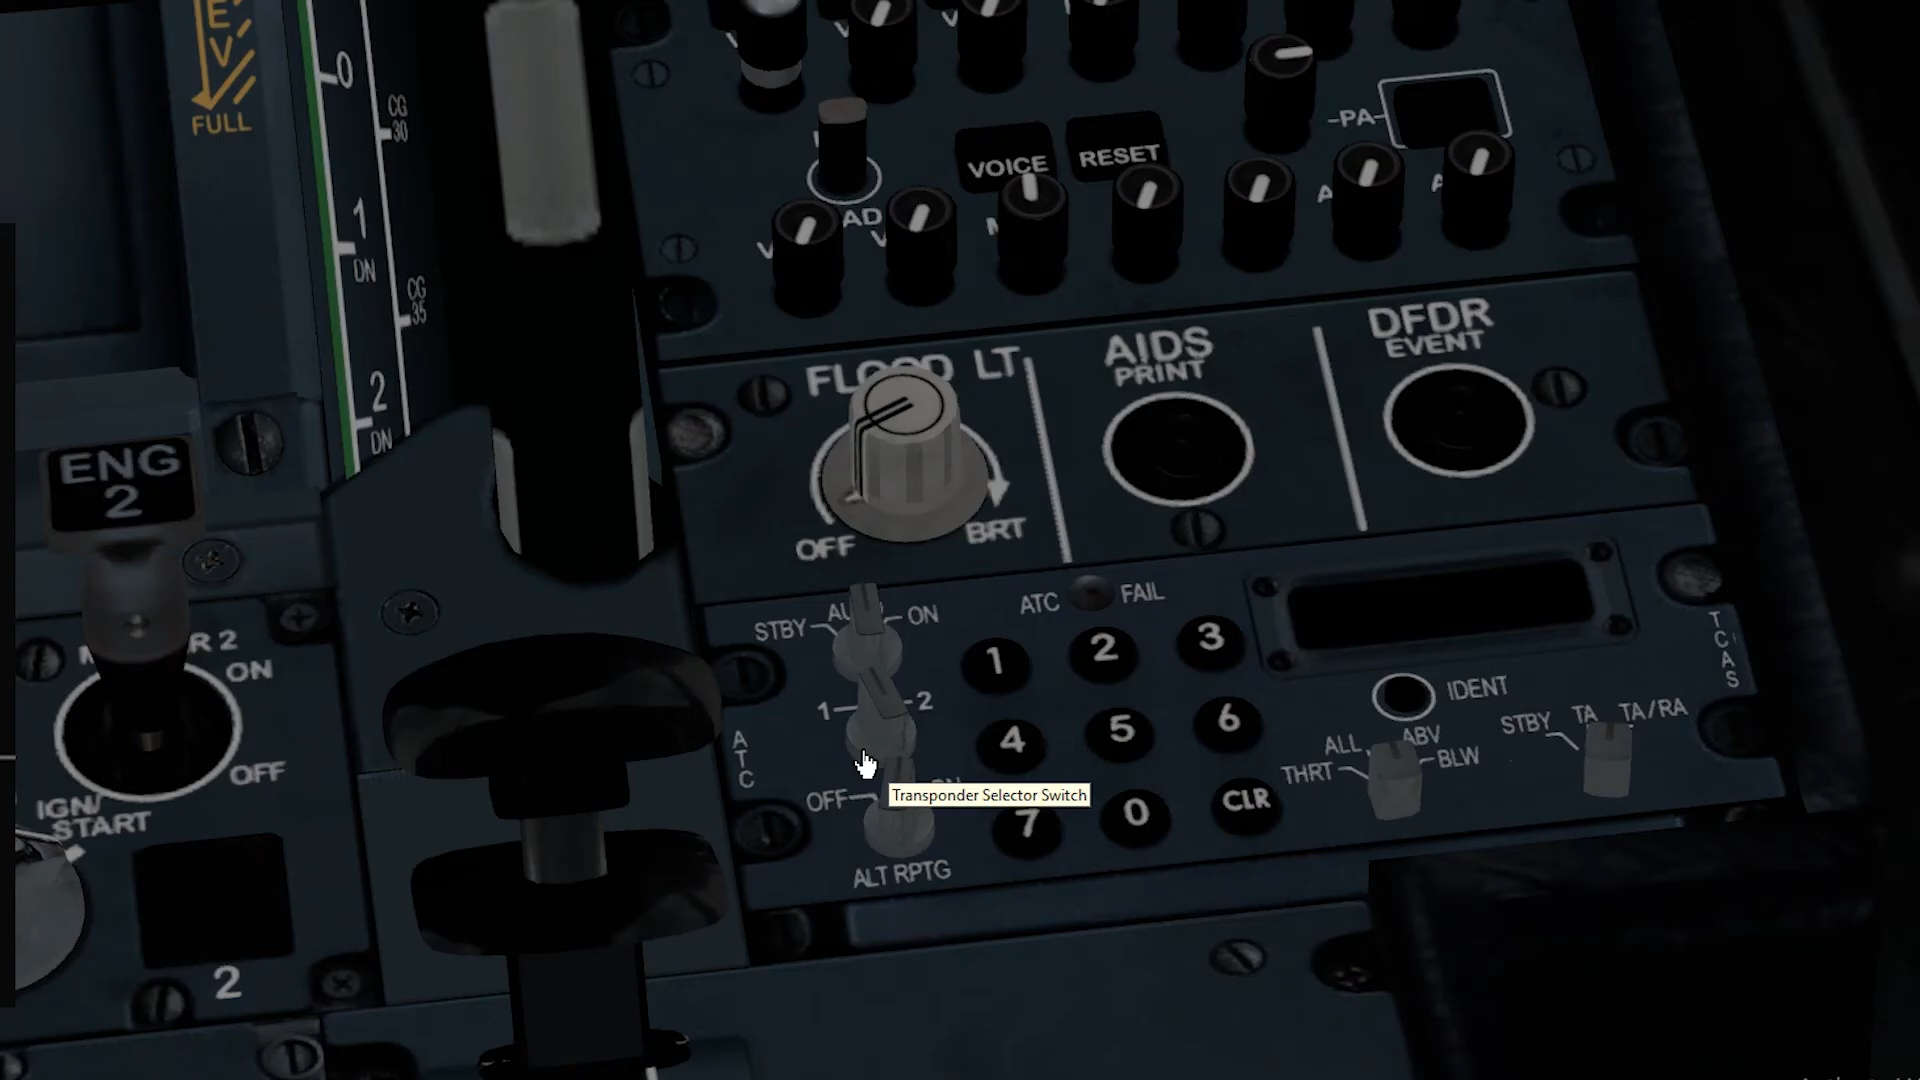 FULL
0
CG
30
1
DN
CG
35
2
DN
ENG
2
ON
OFF
IGN/
START
2
VOICE
RESET
PA
FLOOD LT
OFF
BRT
AIDS
PRINT
DFDR
EVENT
STBY
ON
ATC
FAIL
1
2
ATC
OFF
ALT RPTG
Transponder Selector Switch
1
2
3
4
5
6
7
0
CLR
IDENT
THRT
ALL
ABV
BLW
STBY
TA
TA/RA
TCAS